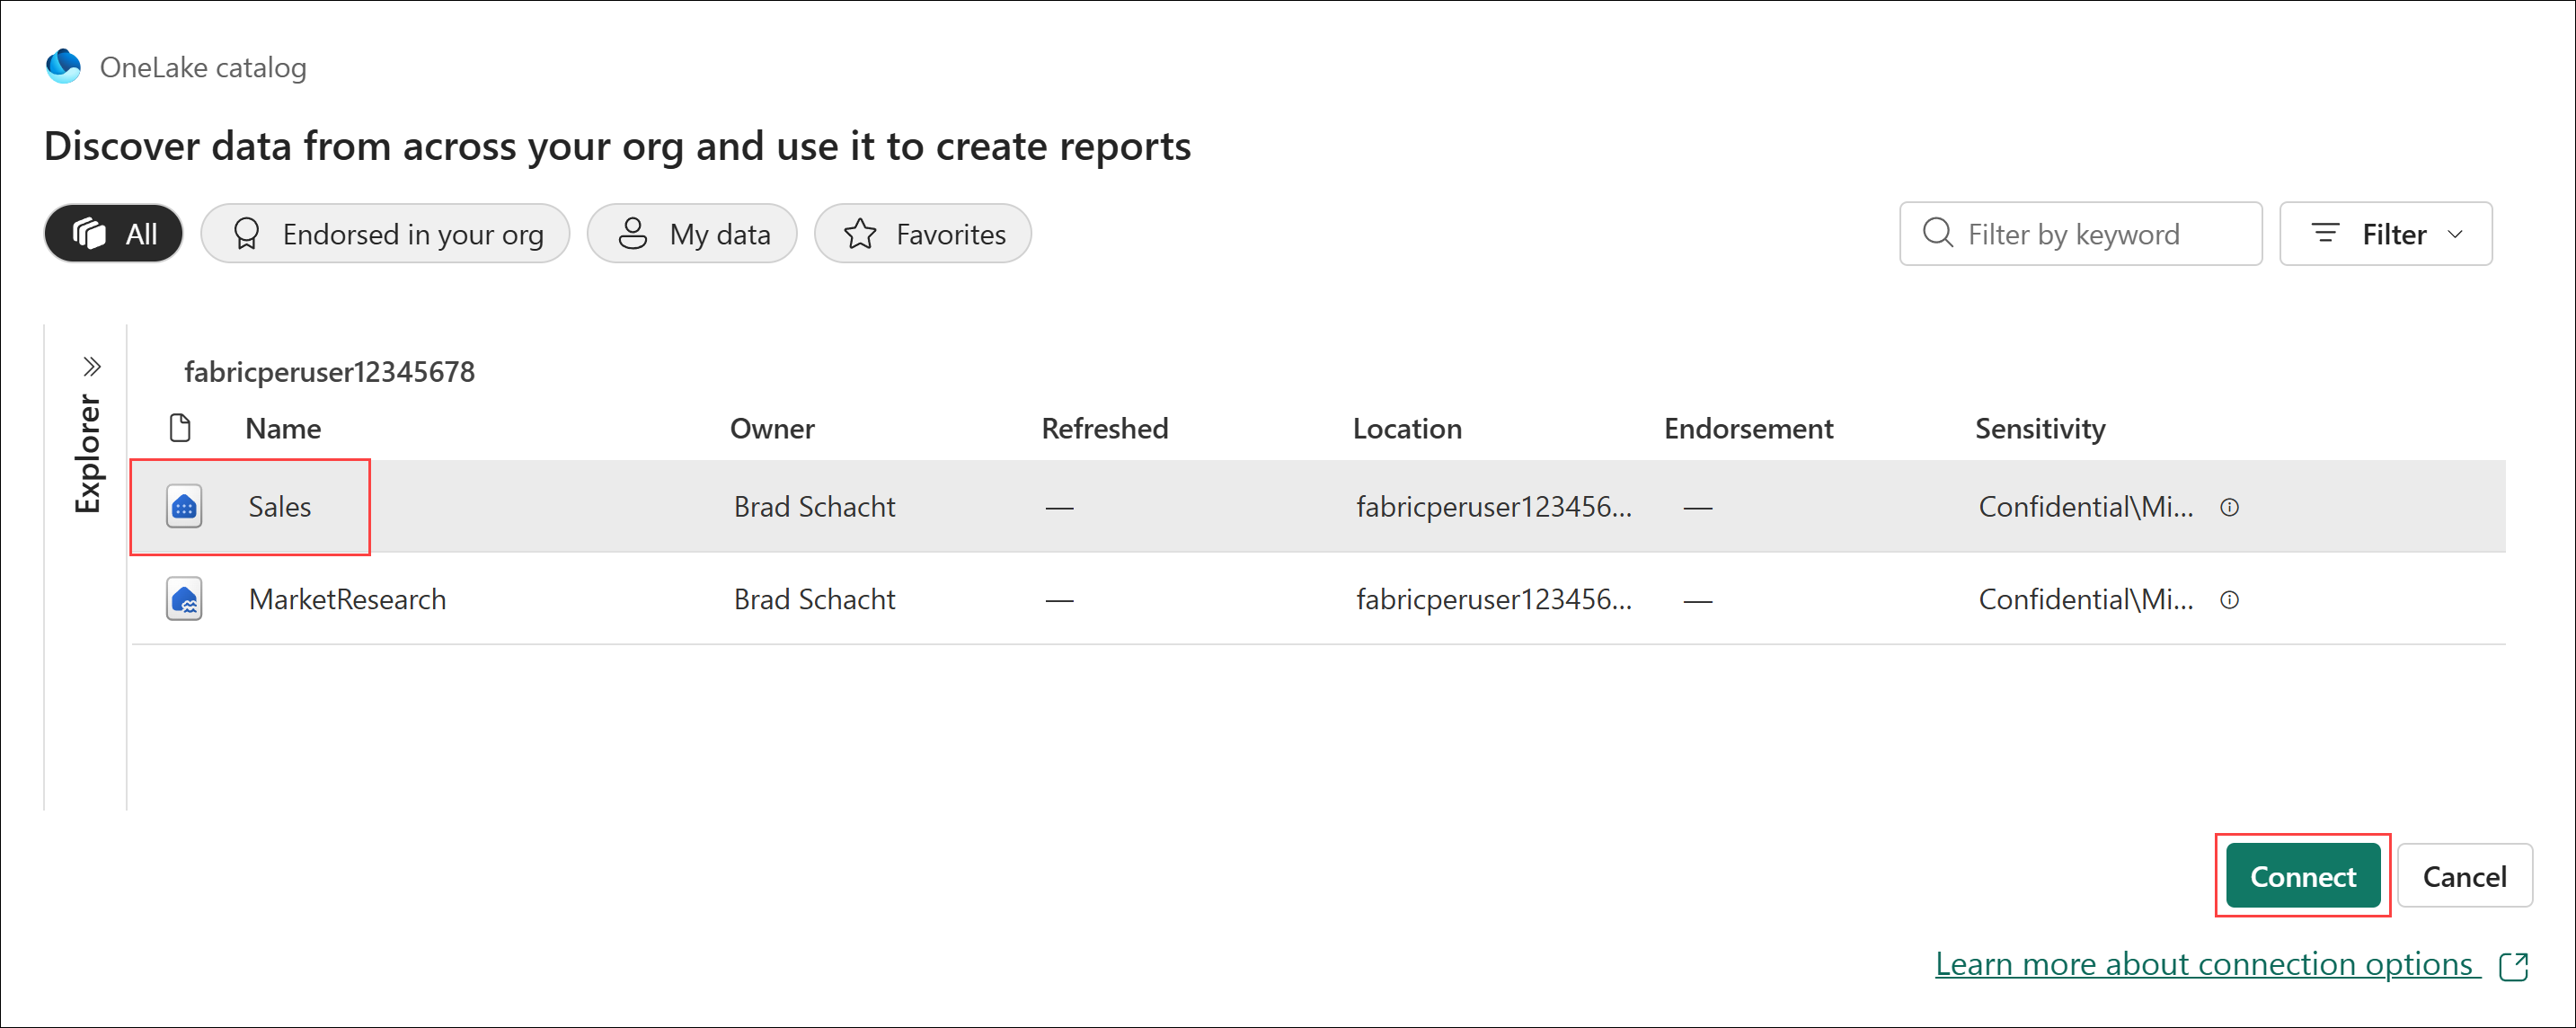 OneLake catalog
Discover data from across your org and use it to create reports
All Endorsed in your org My data Favorites Filter by keyword Filter
Explorer
fabricperuser12345678
Name Owner Refreshed Location Endorsement Sensitivity
Sales Brad Schacht — fabricperuser123456... — Confidential\Mi...
MarketResearch Brad Schacht — fabricperuser123456... — Confidential\Mi...
Connect Cancel
Learn more about connection options